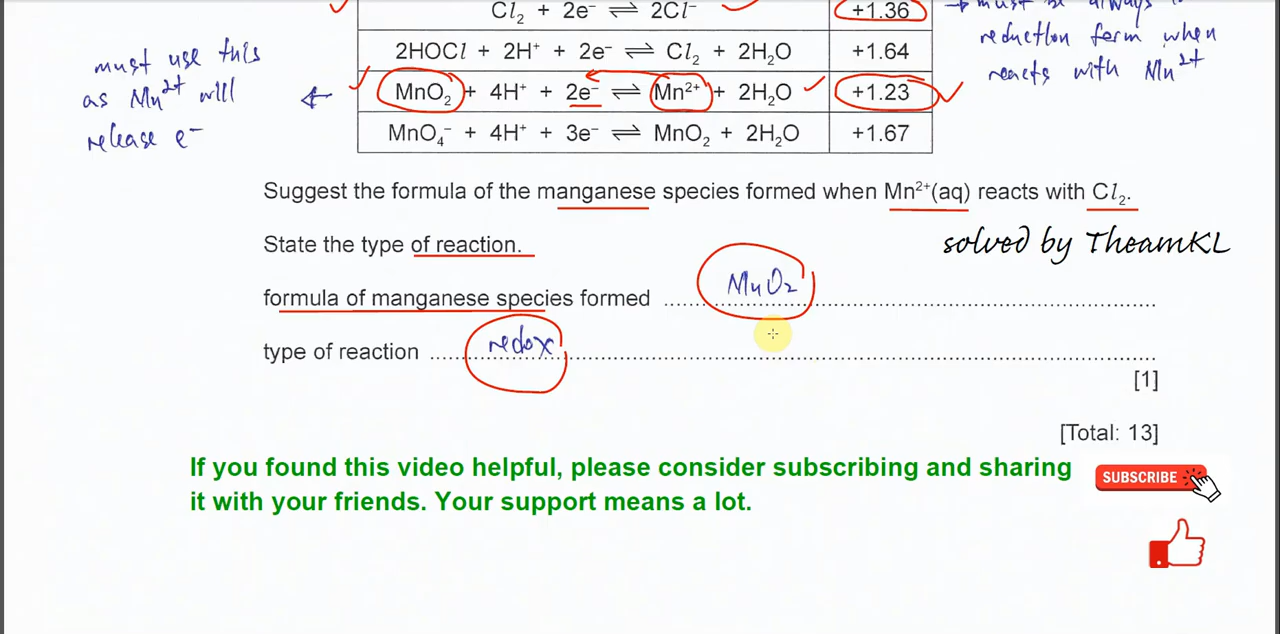 Cl₂ + 2e⁻ ⇌ 2Cl⁻ +1.36
must be always
reduction form when
reacts with Mn²⁺
2HOCl + 2H⁺ + 2e⁻ ⇌ Cl₂ + 2H₂O +1.64
must use this
as Mn²⁺ will
release e⁻
MnO₂ + 4H⁺ + 2e⁻ ⇌ Mn²⁺ + 2H₂O +1.23
MnO₄⁻ + 4H⁺ + 3e⁻ ⇌ MnO₂ + 2H₂O +1.67
Suggest the formula of the manganese species formed when Mn²⁺(aq) reacts with Cl₂.
State the type of reaction.
solved by TheamKL
formula of manganese species formed ..... MnO₂ .....
type of reaction ..... redox .....
[1]
[Total: 13]
If you found this video helpful, please consider subscribing and sharing
it with your friends. Your support means a lot.
SUBSCRIBE